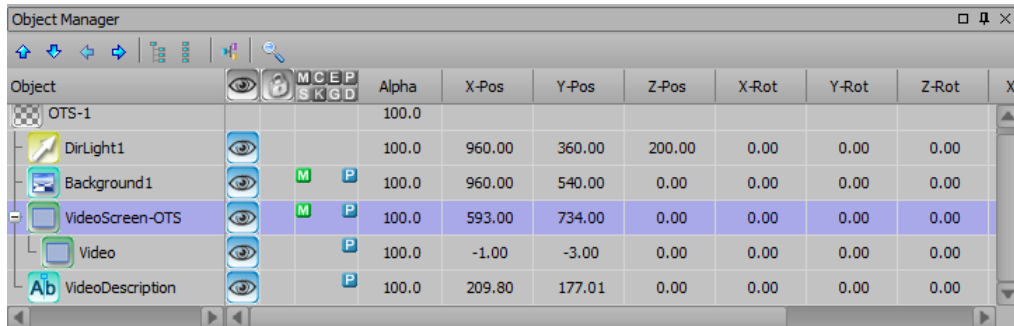 Object Manager
Object M C E P S K G D Alpha X-Pos Y-Pos Z-Pos X-Rot Y-Rot Z-Rot X
OTS-1 100.0
DirLight1 100.0 960.00 360.00 200.00 0.00 0.00 0.00
Background1 M P 100.0 960.00 540.00 0.00 0.00 0.00 0.00
VideoScreen-OTS M P 100.0 593.00 734.00 0.00 0.00 0.00 0.00
Video P 100.0 -1.00 -3.00 0.00 0.00 0.00 0.00
Ab VideoDescription P 100.0 209.80 177.01 0.00 0.00 0.00 0.00